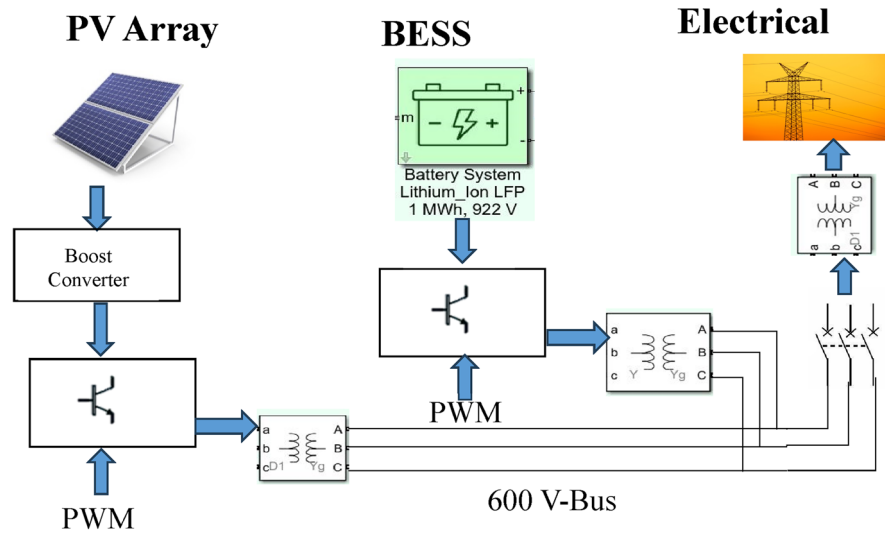 PV Array
BESS
Electrical
+
m
- +
-
Battery System
Lithium_Ion LFP
1 MWh, 922 V
A B C
Yg
D1
a b c
Boost
Converter
a A
b B
c C
Y Yg
PWM
a A
b B
c C
D1 Yg
PWM
600 V-Bus